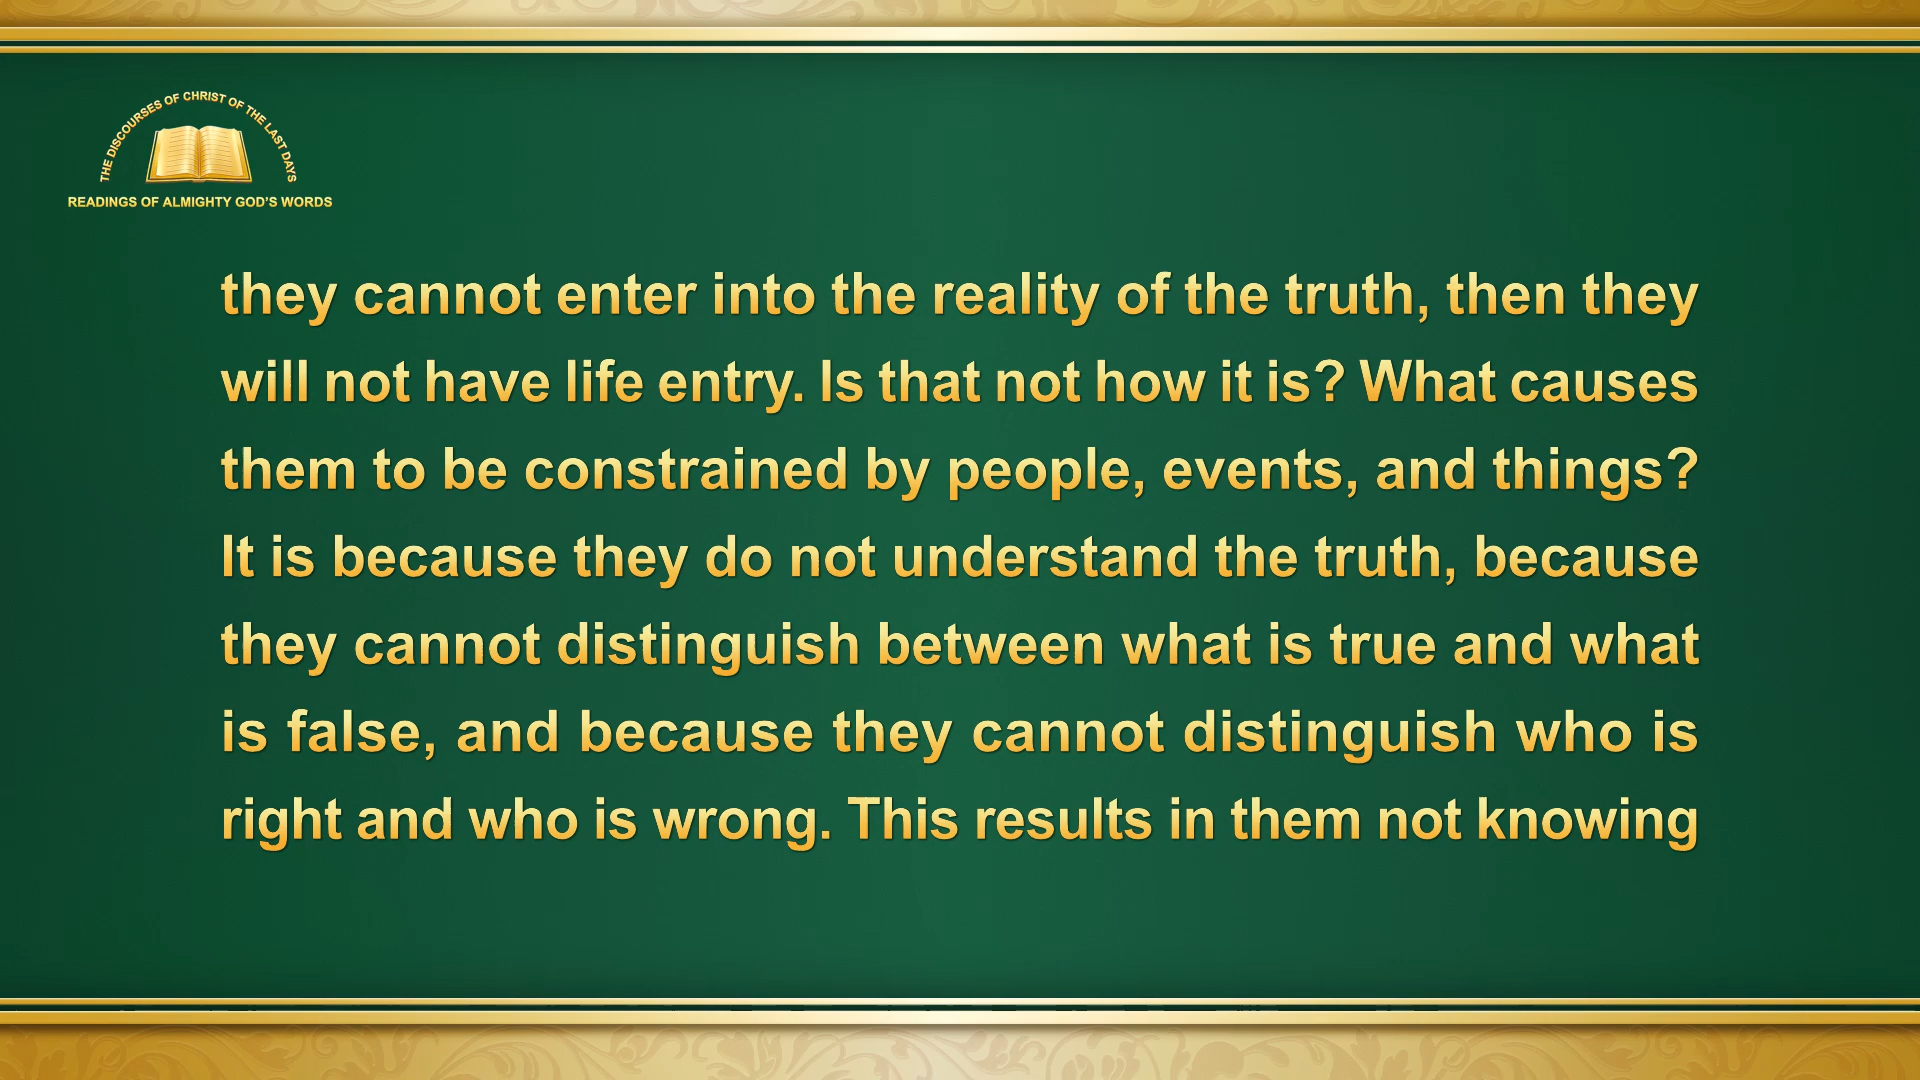 THE DISCOURSES OF CHRIST OF THE LAST DAYS
READINGS OF ALMIGHTY GOD'S WORDS
they cannot enter into the reality of the truth, then they
will not have life entry. Is that not how it is? What causes
them to be constrained by people, events, and things?
It is because they do not understand the truth, because
they cannot distinguish between what is true and what
is false, and because they cannot distinguish who is
right and who is wrong. This results in them not knowing